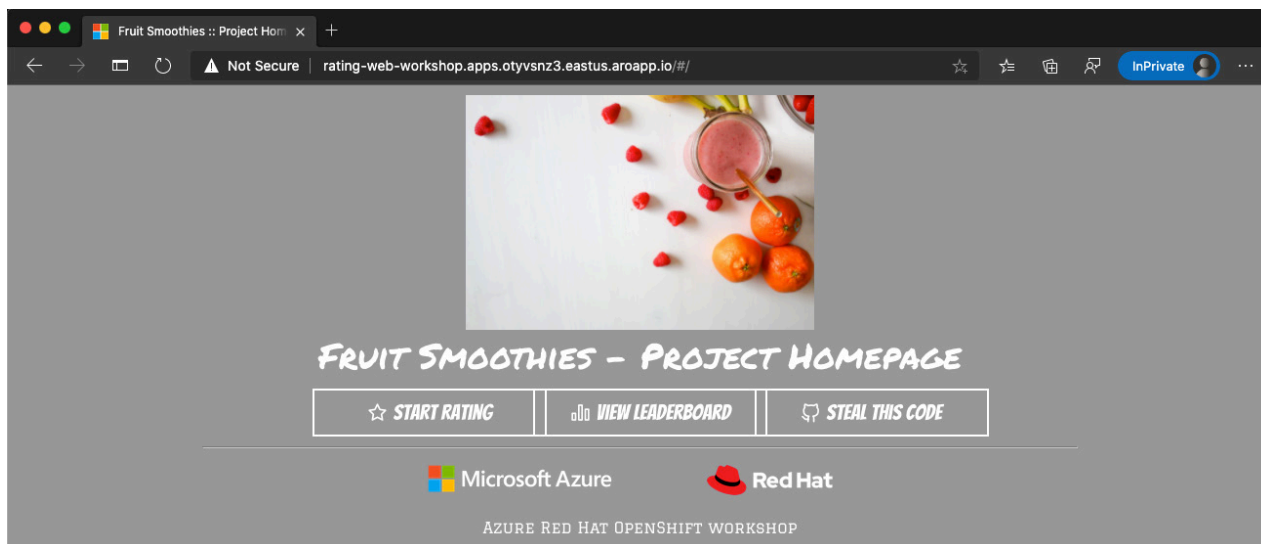 Fruit Smoothies :: Project Hom
Not Secure | rating-web-workshop.apps.otyvsnz3.eastus.aroapp.io/#/
InPrivate
FRUIT SMOOTHIES – PROJECT HOMEPAGE
START RATING
VIEW LEADERBOARD
STEAL THIS CODE
Microsoft Azure
Red Hat
AZURE RED HAT OPENSHIFT WORKSHOP